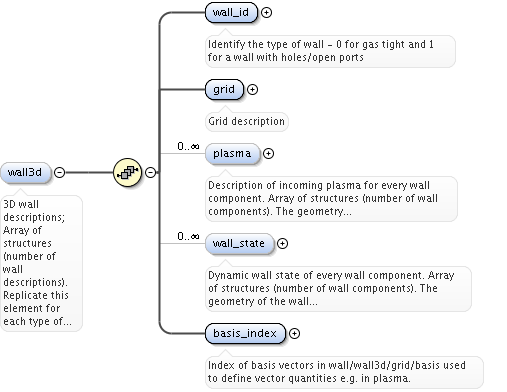 wall_id
Identify the type of wall – 0 for gas tight and 1
for a wall with holes/open ports
grid
Grid description
0..∞
plasma
Description of incoming plasma for every wall
component. Array of structures (number of wall
components). The geometry...
wall3d
3D wall
descriptions;
Array of
structures
(number of
wall
descriptions).
Replicate this
element for
each type of...
0..∞
wall_state
Dynamic wall state of every wall component. Array
of structures (number of wall components). The
geometry of the wall...
basis_index
Index of basis vectors in wall/wall3d/grid/basis used
to define vector quantities e.g. in plasma.